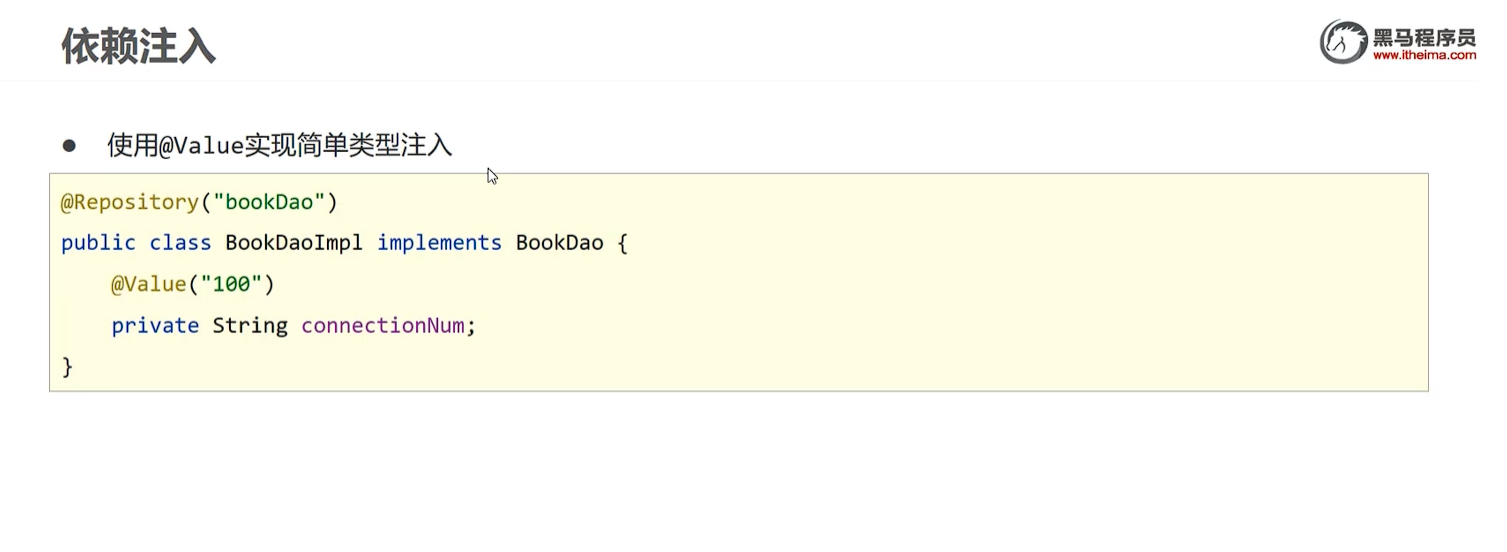 依赖注入
黑马程序员
www.itheima.com
● 使用@Value实现简单类型注入
@Repository("bookDao")
public class BookDaoImpl implements BookDao {
    @Value("100")
    private String connectionNum;
}